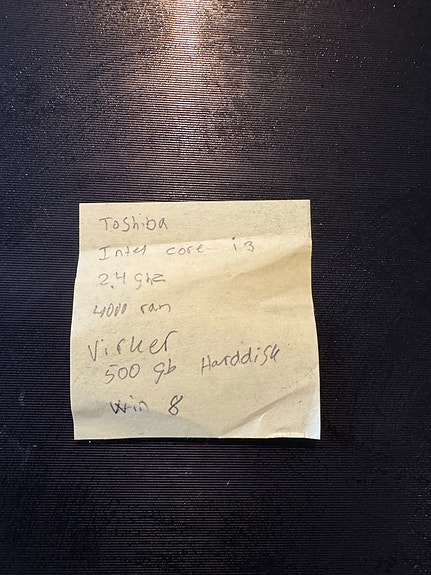 Toshiba
Intel core i3
2.4 ghz
4000 ram
Virker
500 gb Harddisk
win 8